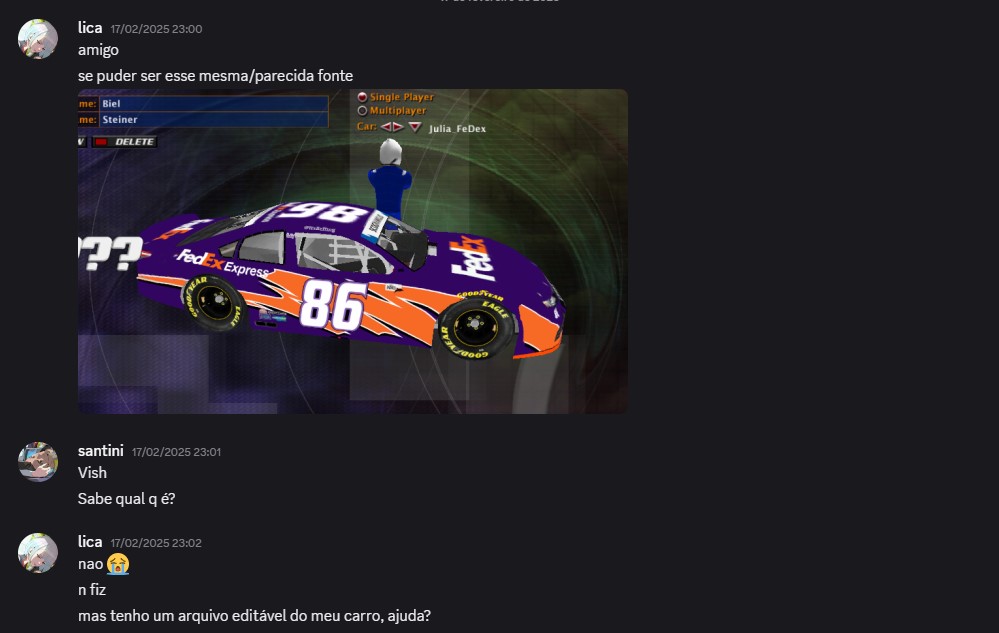 lica 17/02/2025 23:00
amigo
se puder ser esse mesma/parecida fonte
me: Biel
me: Steiner
DELETE
Single Player
Multiplayer
Car: Julia_FeDex
??
86
FedEx
FedEx Express
86
GOODYEAR
EAGLE
GOODYEAR
EAGLE
GOODYEAR
santini 17/02/2025 23:01
Vish
Sabe qual q é?
lica 17/02/2025 23:02
nao 😭
n fiz
mas tenho um arquivo editável do meu carro, ajuda?